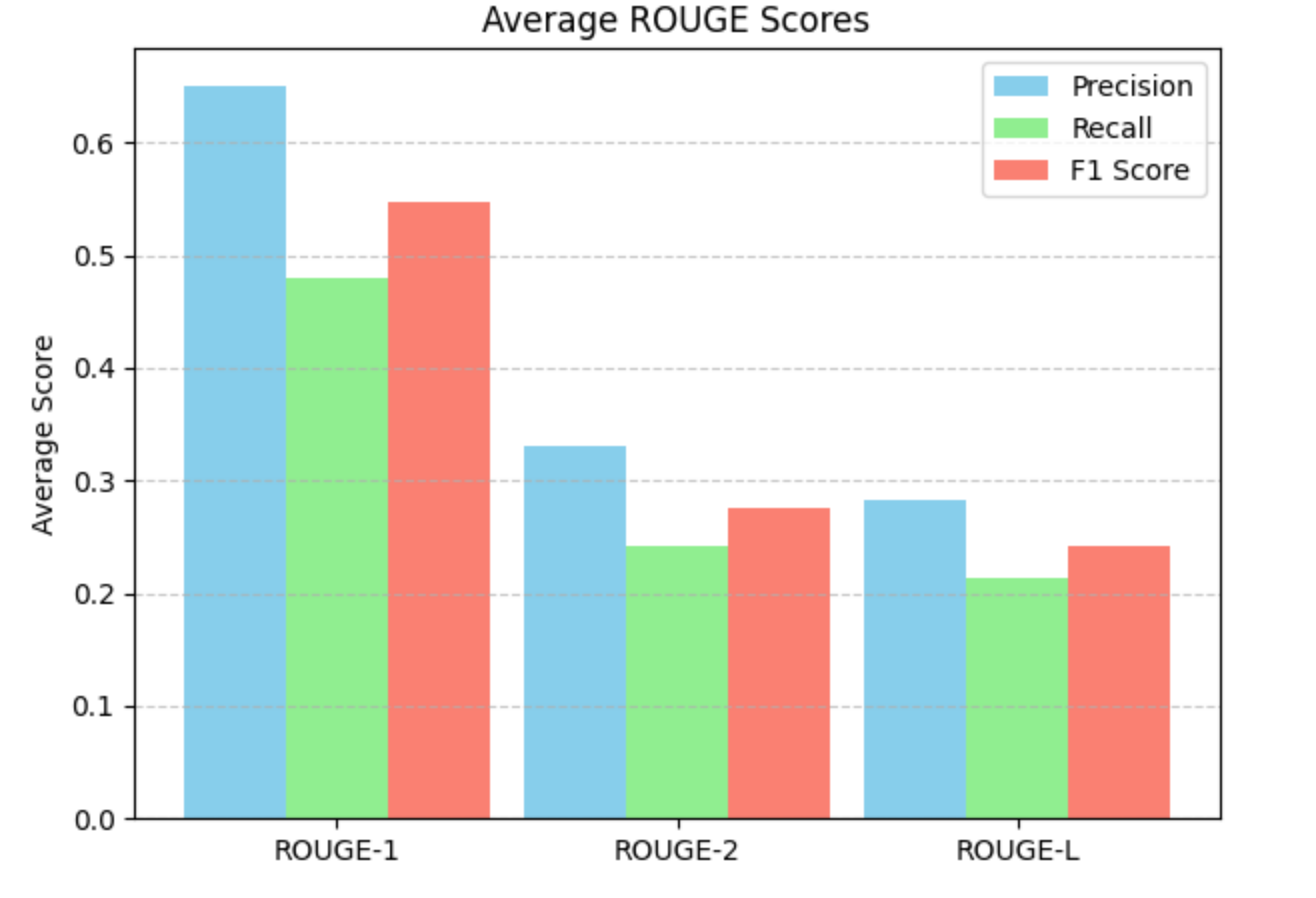 Average ROUGE Scores
Precision
Recall
F1 Score
Average Score
0.6
0.5
0.4
0.3
0.2
0.1
0.0
ROUGE-1
ROUGE-2
ROUGE-L